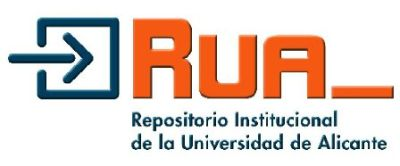 RUA_
Repositorio Institucional
de la Universidad de Alicante